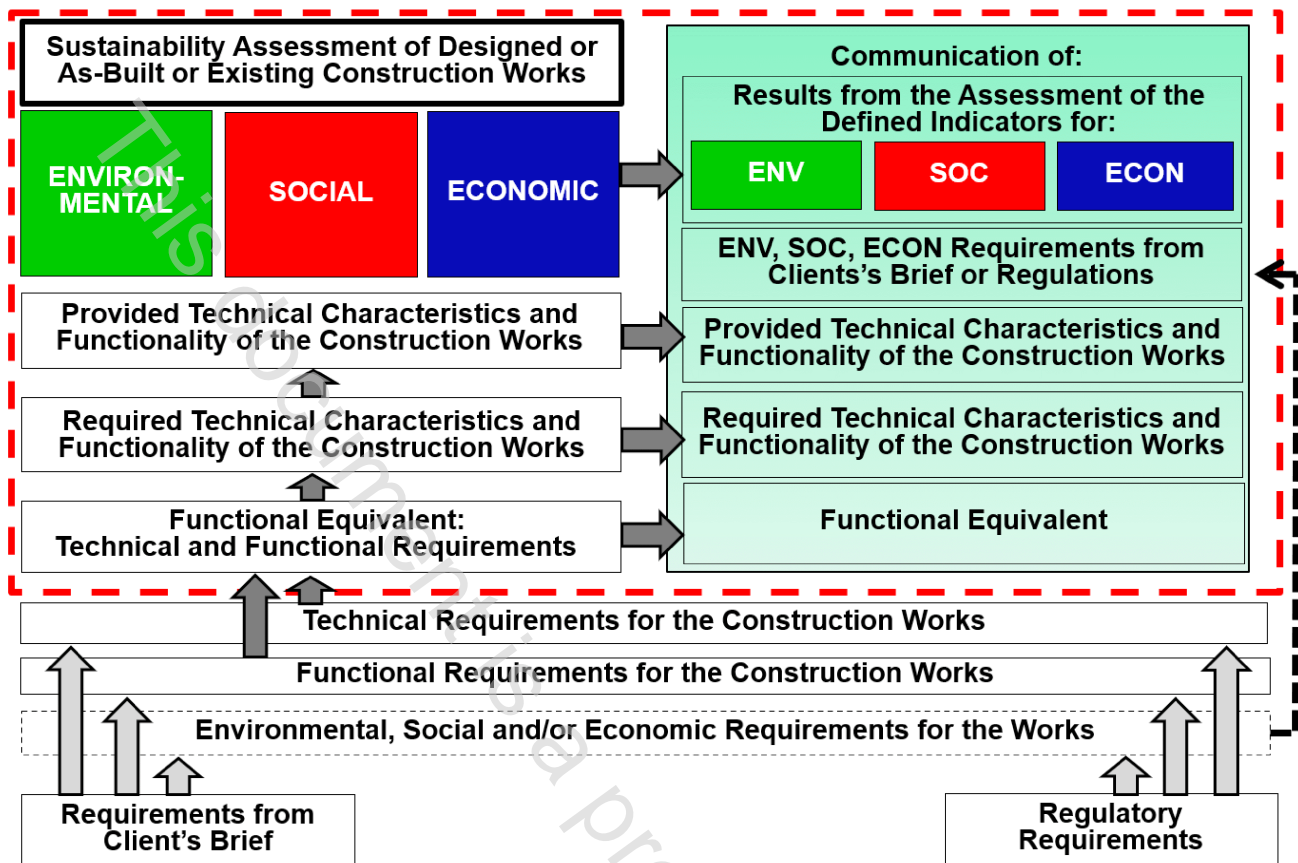 Sustainability Assessment of Designed or
As-Built or Existing Construction Works
ENVIRON-
MENTAL
SOCIAL
ECONOMIC
Provided Technical Characteristics and
Functionality of the Construction Works
Required Technical Characteristics and
Functionality of the Construction Works
Functional Equivalent:
Technical and Functional Requirements
Communication of:
Results from the Assessment of the
Defined Indicators for:
ENV
SOC
ECON
ENV, SOC, ECON Requirements from
Clients's Brief or Regulations
Provided Technical Characteristics and
Functionality of the Construction Works
Required Technical Characteristics and
Functionality of the Construction Works
Functional Equivalent
Technical Requirements for the Construction Works
Functional Requirements for the Construction Works
Environmental, Social and/or Economic Requirements for the Works
Requirements from
Client's Brief
Regulatory
Requirements
This document is a